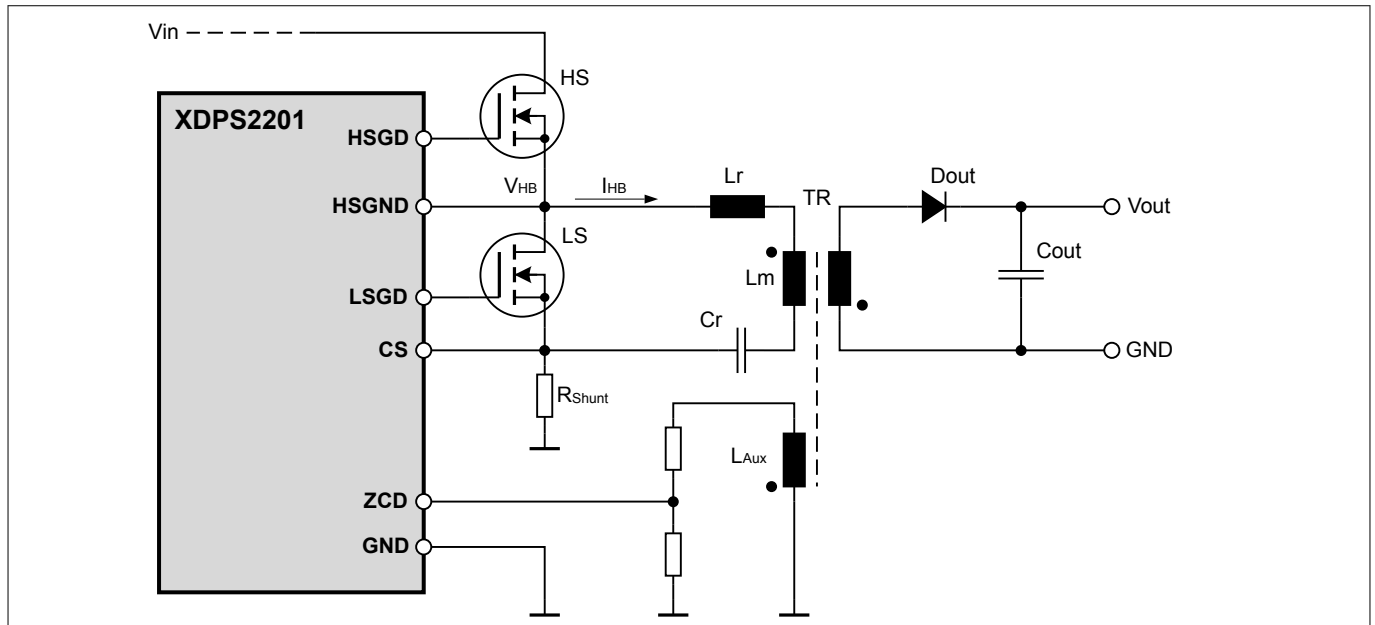 Vin
HS
XDPS2201
HSGD
Lr
Dout
TR
VHB
IHB
HSGND
Vout
LS
Cout
Lm
LSGD
Cr
CS
GND
RShunt
LAux
ZCD
GND